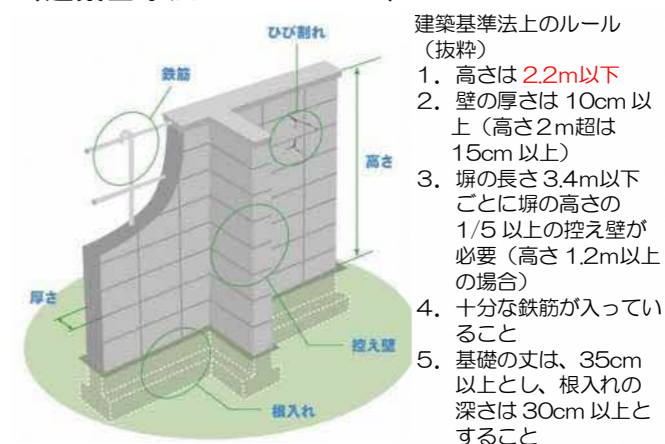 ひび割れ
鉄筋
高さ
厚さ
控え壁
根入れ
建築基準法上のルール
（抜粋）
1．高さは 2.2m以下
2．壁の厚さは 10cm 以
上（高さ２ｍ超は
15cm 以上）
3．塀の長さ 3.4m以下
ごとに塀の高さの
1/5 以上の控え壁が
必要（高さ 1.2m以上
の場合）
4．十分な鉄筋が入ってい
ること
5．基礎の丈は、35cm
以上とし、根入れの
深さは 30cm 以上と
すること